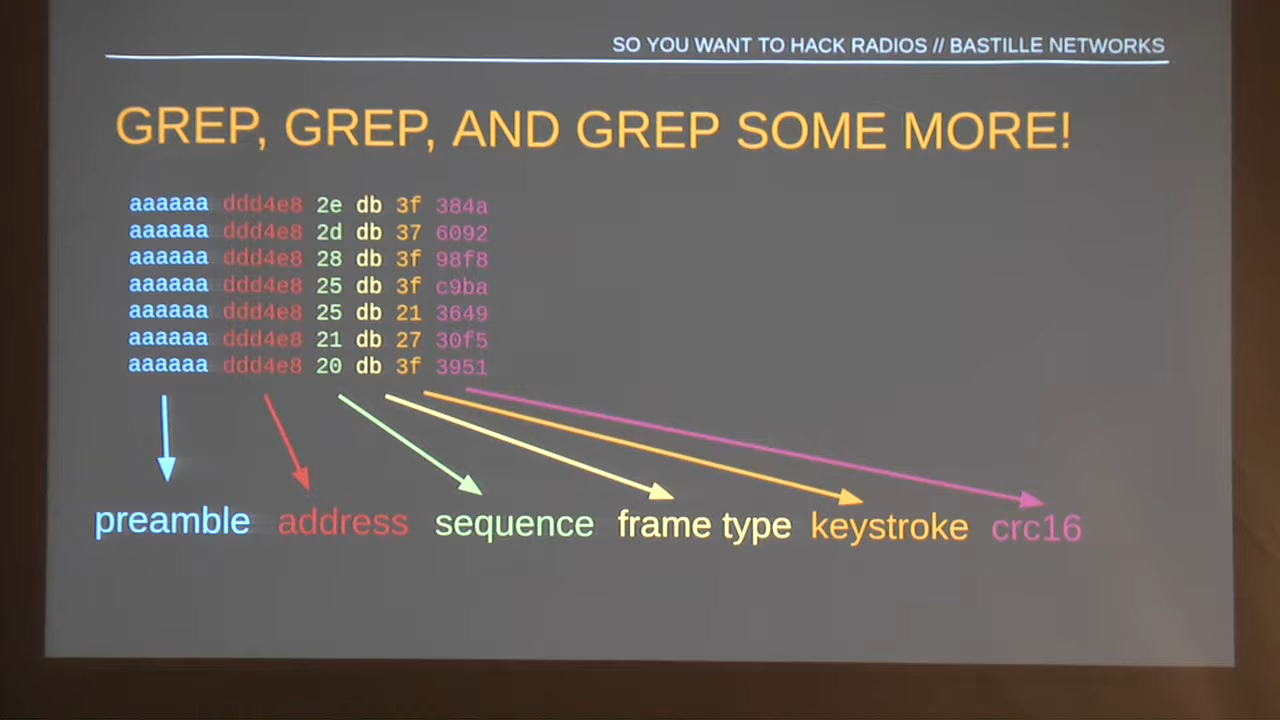 SO YOU WANT TO HACK RADIOS // BASTILLE NETWORKS
GREP, GREP, AND GREP SOME MORE!
aaaaaa ddd4e8 2e db 3f 384a
aaaaaa ddd4e8 2d db 37 6092
aaaaaa ddd4e8 28 db 3f 98f8
aaaaaa ddd4e8 25 db 3f c9ba
aaaaaa ddd4e8 25 db 21 3649
aaaaaa ddd4e8 21 db 27 30f5
aaaaaa ddd4e8 20 db 3f 3951
preamble address sequence frame type keystroke crc16